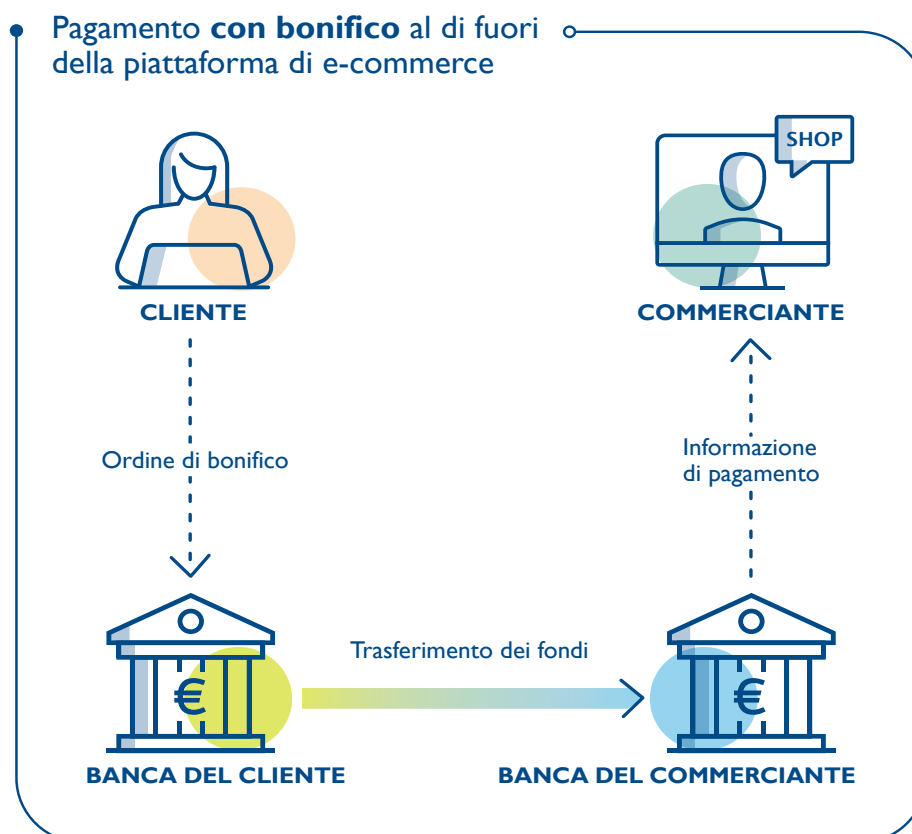 Pagamento con bonifico al di fuori
della piattaforma di e-commerce
SHOP
CLIENTE
COMMERCIANTE
Ordine di bonifico
Informazione
di pagamento
Trasferimento dei fondi
€
€
BANCA DEL CLIENTE
BANCA DEL COMMERCIANTE